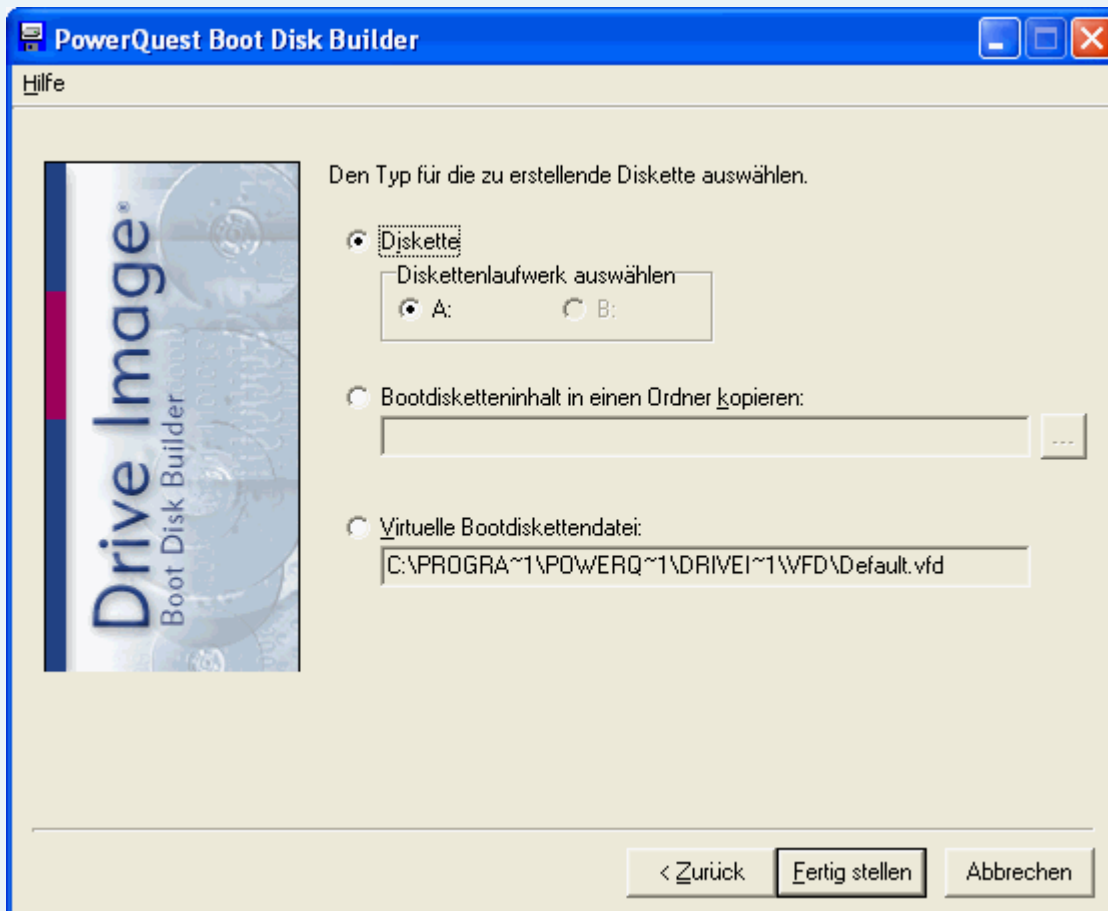 PowerQuest Boot Disk Builder
Hilfe
Drive Image®
Boot Disk Builder
Den Typ für die zu erstellende Diskette auswählen.
Diskette
Diskettenlaufwerk auswählen
A: B:
Bootdisketteninhalt in einen Ordner kopieren:
...
Virtuelle Bootdiskettendatei:
C:\PROGRA~1\POWERQ~1\DRIVEI~1\VFD\Default.vfd
< Zurück Fertig stellen Abbrechen